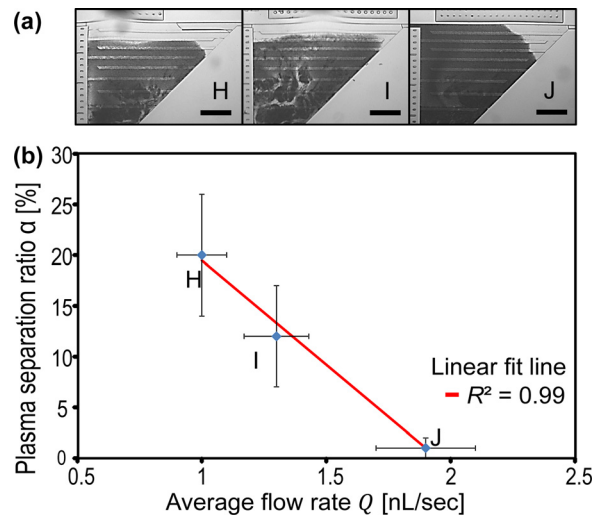 (a)
H
I
J
(b)
30
25
20
15
10
5
0
Plasma separation ratio α [%]
H
I
J
Linear fit line
R² = 0.99
0.5
1
1.5
2
2.5
Average flow rate Q [nL/sec]